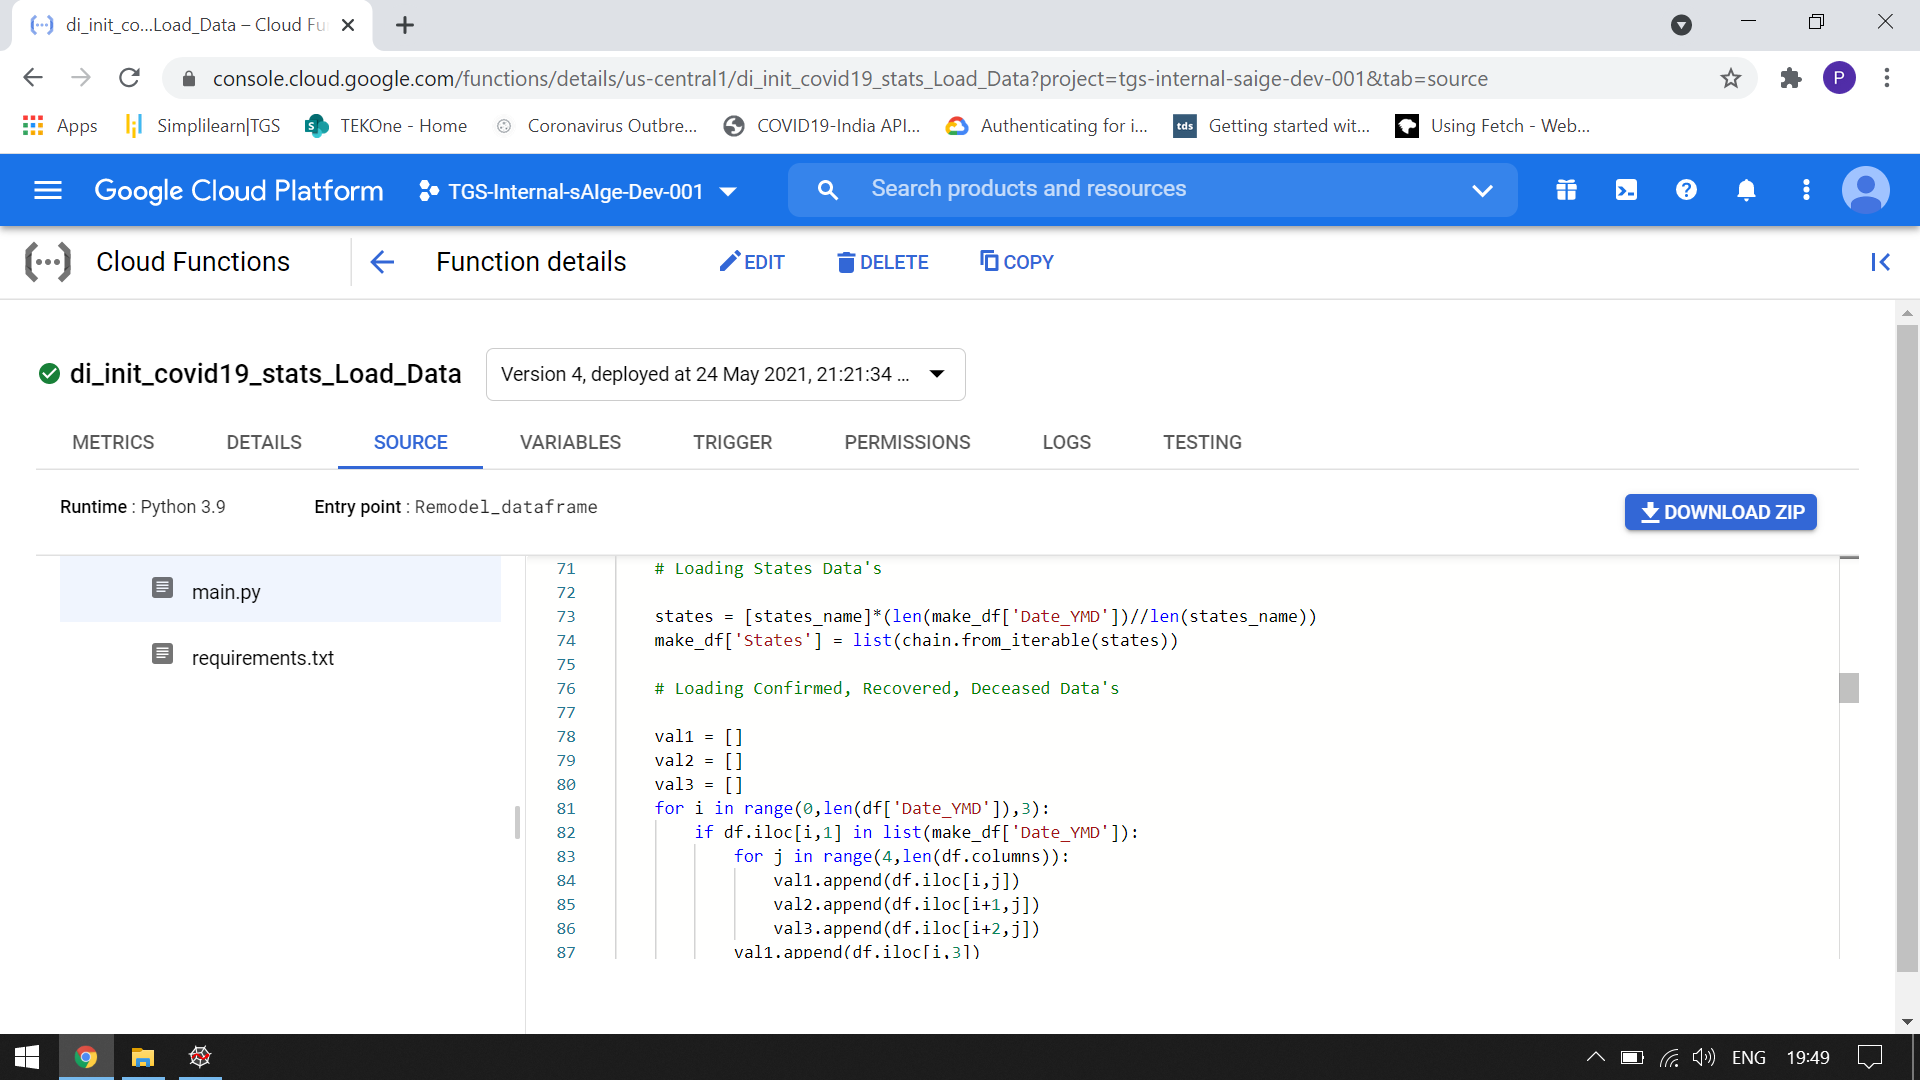 di_init_co...Load_Data – Cloud Fu
console.cloud.google.com/functions/details/us-central1/di_init_covid19_stats_Load_Data?project=tgs-internal-saige-dev-001&tab=source
P
Apps
Simplilearn|TGS
TEKOne - Home
Coronavirus Outbre...
COVID19-India API...
Authenticating for i...
tds
Getting started wit...
Using Fetch - Web...
Google Cloud Platform
TGS-Internal-sAIge-Dev-001
Search products and resources
Cloud Functions
Function details
EDIT
DELETE
COPY
di_init_covid19_stats_Load_Data
Version 4, deployed at 24 May 2021, 21:21:34 ...
METRICS
DETAILS
SOURCE
VARIABLES
TRIGGER
PERMISSIONS
LOGS
TESTING
Runtime : Python 3.9
Entry point : Remodel_dataframe
DOWNLOAD ZIP
main.py
requirements.txt
71 # Loading States Data's
72
73 states = [states_name]*(len(make_df['Date_YMD'])//len(states_name))
74 make_df['States'] = list(chain.from_iterable(states))
75
76 # Loading Confirmed, Recovered, Deceased Data's
77
78 val1 = []
79 val2 = []
80 val3 = []
81 for i in range(0,len(df['Date_YMD']),3):
82 if df.iloc[i,1] in list(make_df['Date_YMD']):
83 for j in range(4,len(df.columns)):
84 val1.append(df.iloc[i,j])
85 val2.append(df.iloc[i+1,j])
86 val3.append(df.iloc[i+2,j])
87 val1.append(df.iloc[i,3])
ENG
19:49